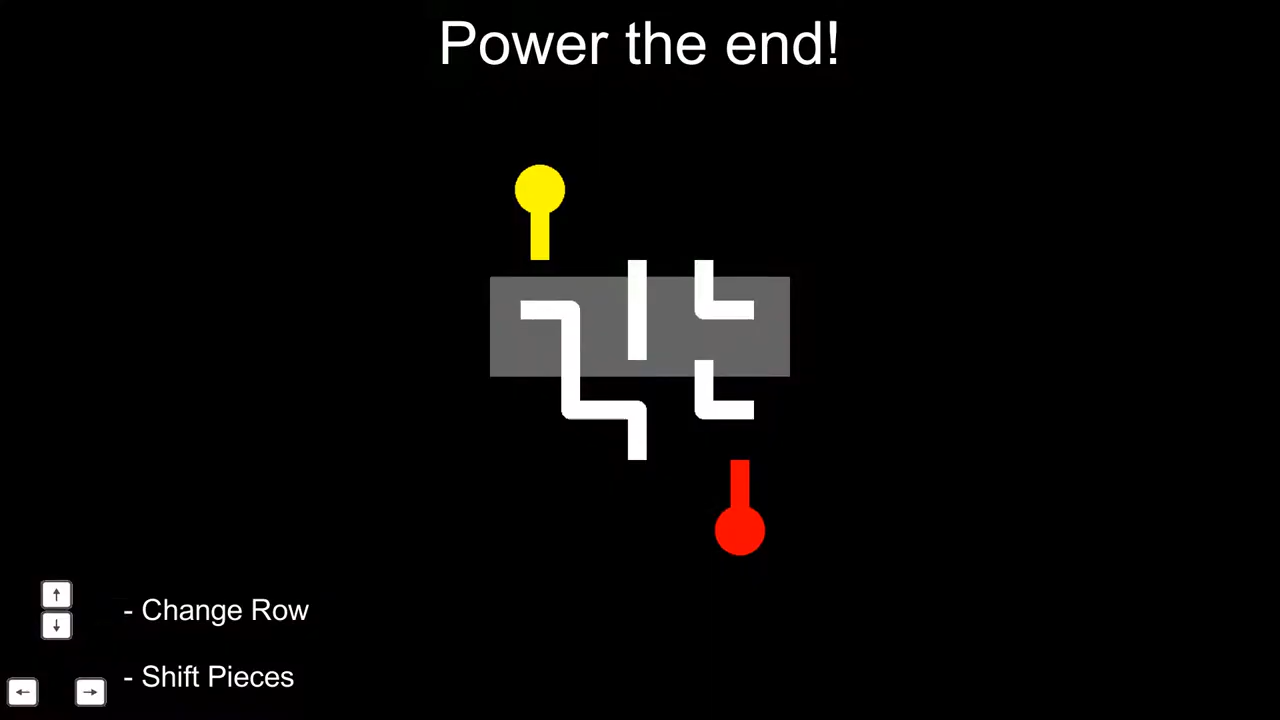 Power the end!
↑
↓
- Change Row
← → - Shift Pieces